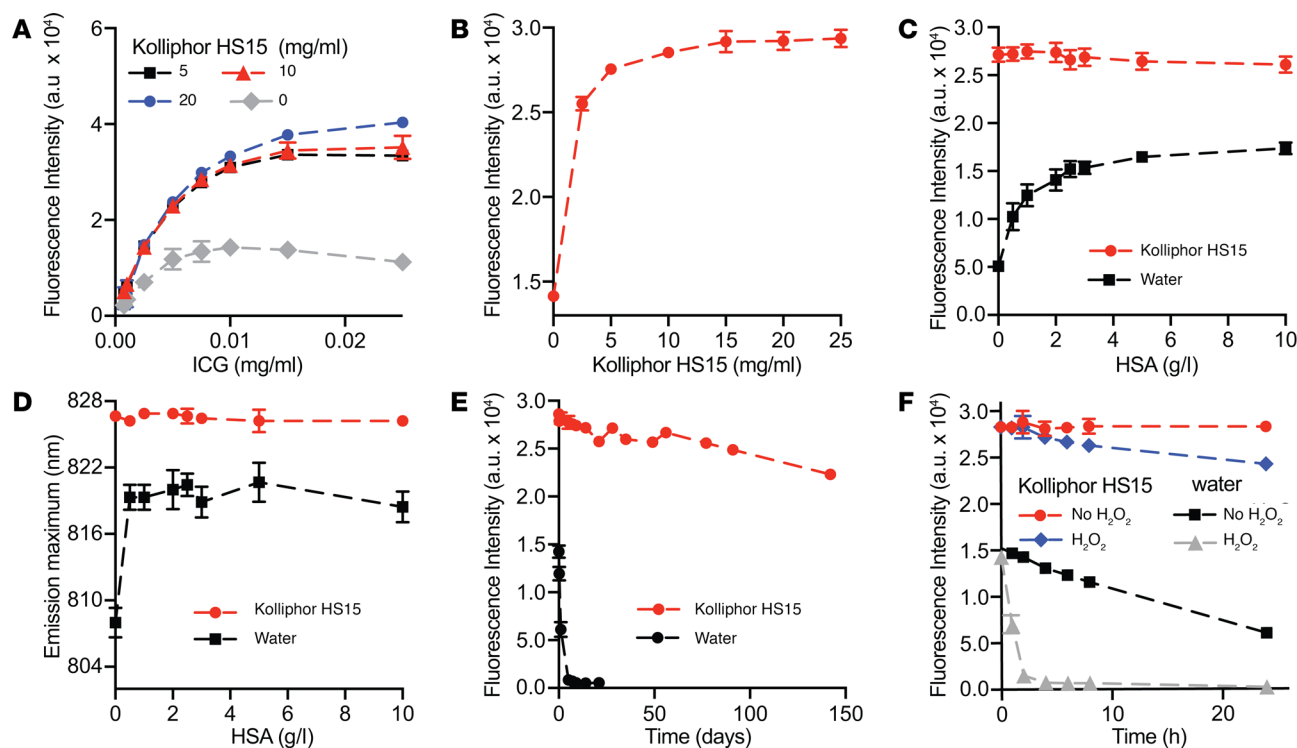 A
Fluorescence Intensity (a.u. x 10⁴)
6
4
2
0
Kolliphor HS15 (mg/ml)
5
10
20
0
0.00
0.01
0.02
ICG (mg/ml)
B
Fluorescence Intensity (a.u. x 10⁴)
3.0
2.5
2.0
1.5
0
5
10
15
20
25
Kolliphor HS15 (mg/ml)
C
Fluorescence Intensity (a.u. x 10⁴)
3.0
2.5
3.0
1.5
1.0
5.0
0.0
Kolliphor HS15
Water
0
2
4
6
8
10
HSA (g/l)
D
Emission maximum (nm)
828
822
816
810
804
Kolliphor HS15
Water
0
2
4
6
8
10
HSA (g/l)
E
Fluorescence Intensity (a.u. x 10⁴)
3.0
2.5
2.0
1.5
1.0
5.0
0.0
Kolliphor HS15
Water
0
50
100
150
Time (days)
F
Fluorescence Intensity (a.u. x 10⁴)
3.0
2.5
3.0
1.5
1.0
5.0
0.0
Kolliphor HS15
water
No H₂O₂
No H₂O₂
H₂O₂
H₂O₂
0
10
20
Time (h)